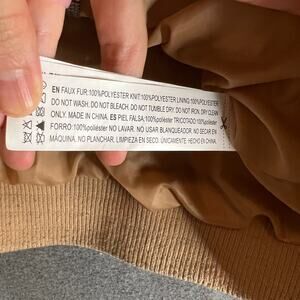 EN FAUX FUR:100%POLYESTER KNIT:100%POLYESTER LINING:100%POLYESTER
DO NOT WASH. DO NOT BLEACH. DO NOT TUMBLE DRY. DO NOT IRON. DRY CLEAN
ONLY. MADE IN CHINA. ES PIEL FALSA:100%poliéster TRICOTADO:100%poliéster
FORRO:100%poliéster NO LAVAR. NO USAR BLANQUEADOR. NO SECAR EN
MÁQUINA. NO PLANCHAR. LIMPIEZA EN SECO. ÚNICAMENTE. HECHO EN CHINA.